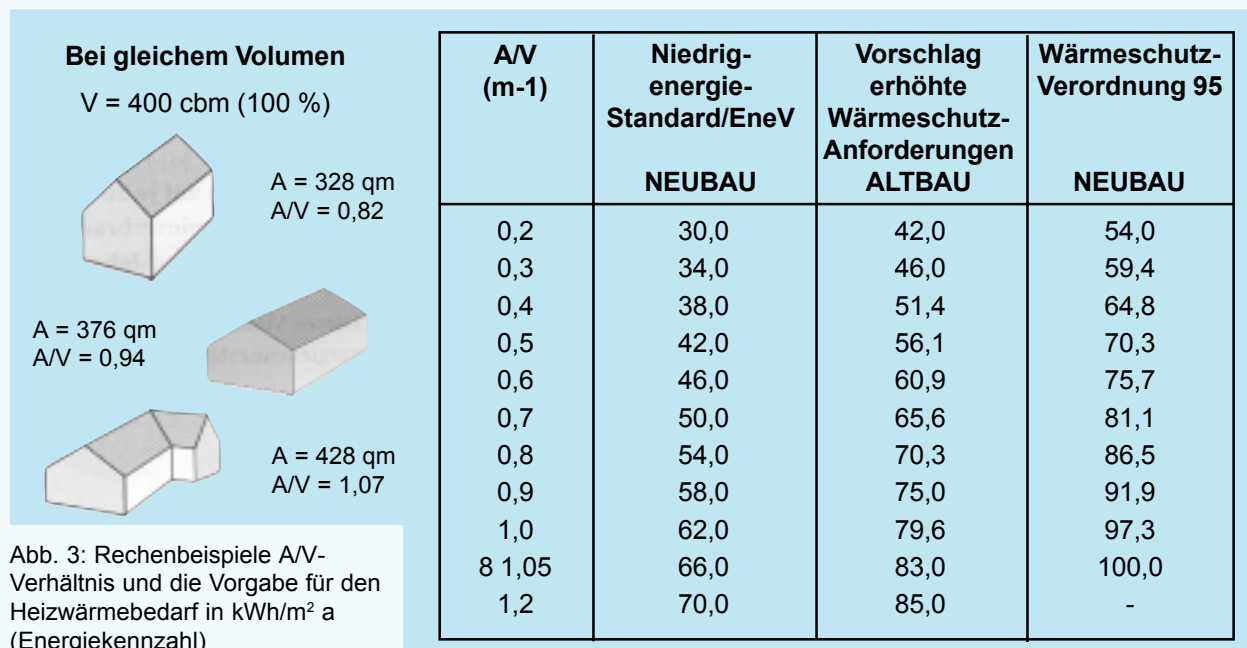 Bei gleichem Volumen
V = 400 cbm (100 %)
A = 328 qm
A/V = 0,82
A = 376 qm
A/V = 0,94
A = 428 qm
A/V = 1,07
Abb. 3: Rechenbeispiele A/V-
Verhältnis und die Vorgabe für den
Heizwärmebedarf in kWh/m² a
(Energiekennzahl)
A/V (m-1) Niedrig-energie-Standard/EneV NEUBAU Vorschlag erhöhte Wärmeschutz-Anforderungen ALTBAU Wärmeschutz-Verordnung 95 NEUBAU
0,2 30,0 42,0 54,0
0,3 34,0 46,0 59,4
0,4 38,0 51,4 64,8
0,5 42,0 56,1 70,3
0,6 46,0 60,9 75,7
0,7 50,0 65,6 81,1
0,8 54,0 70,3 86,5
0,9 58,0 75,0 91,9
1,0 62,0 79,6 97,3
8 1,05 66,0 83,0 100,0
1,2 70,0 85,0 -